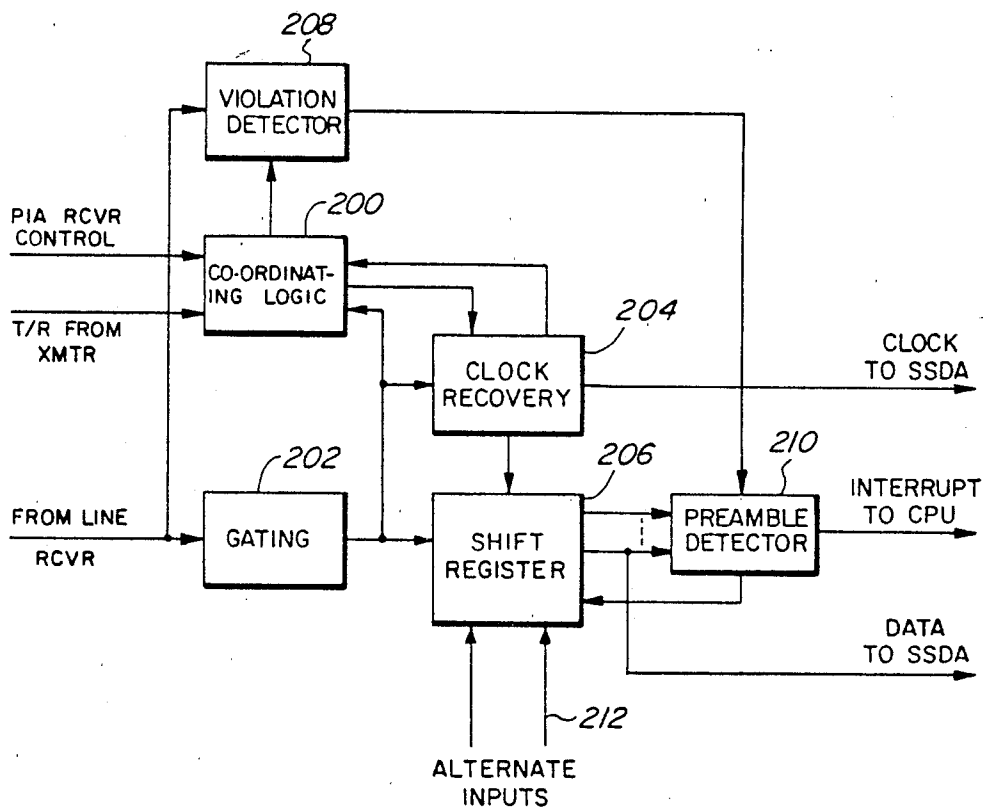 208
VIOLATION
DETECTOR
200
PIA RCVR
CONTROL
CO-ORDINAT-
ING LOGIC
T/R FROM
XMTR
204
CLOCK
RECOVERY
CLOCK
TO SSDA
202
206
210
FROM LINE
RCVR
GATING
SHIFT
REGISTER
PREAMBLE
DETECTOR
INTERRUPT
TO CPU
DATA
TO SSDA
212
ALTERNATE
INPUTS